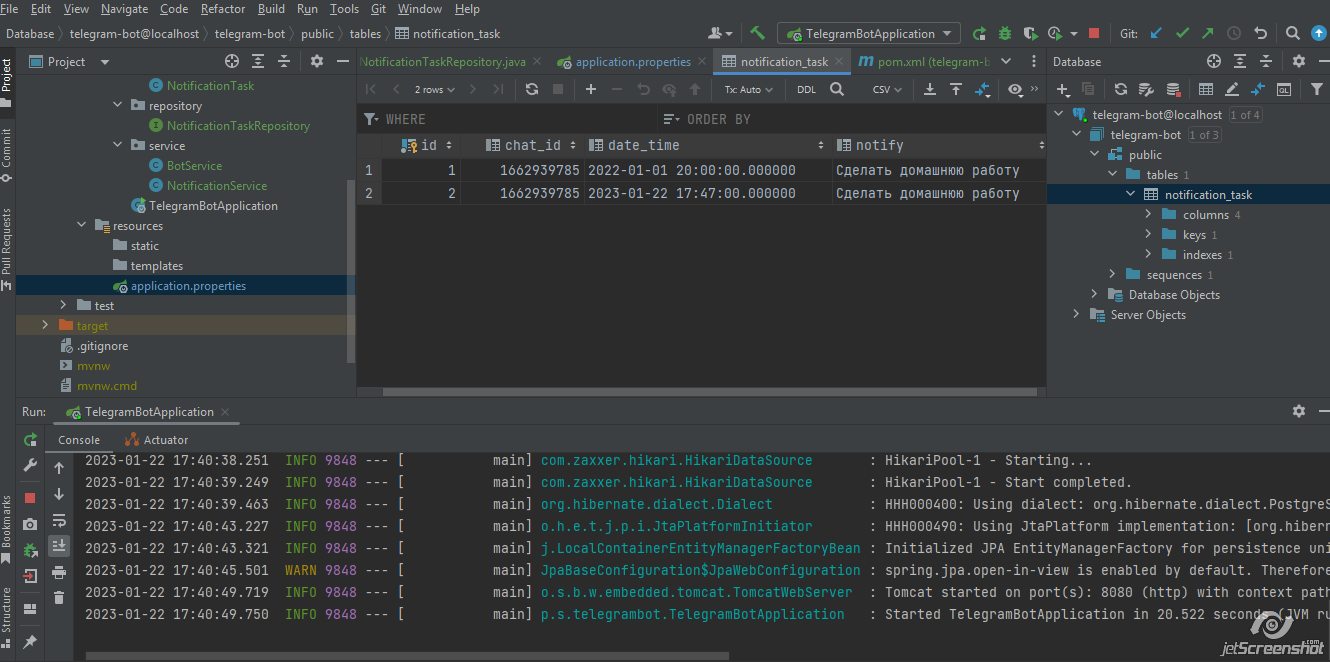 File Edit View Navigate Code Refactor Build Run Tools Git Window Help
Database telegram-bot@localhost telegram-bot public tables notification_task
TelegramBotApplication Git:
Project
NotificationTaskRepository.java application.properties notification_task pom.xml (telegram-b
Database
2 rows Tx: Auto DDL CSV
WHERE ORDER BY
id chat_id date_time notify
1 1 1662939785 2022-01-01 20:00:00.000000 Сделать домашнюю работу
2 2 1662939785 2023-01-22 17:47:00.000000 Сделать домашнюю работу
NotificationTask
repository
NotificationTaskRepository
service
BotService
NotificationService
TelegramBotApplication
resources
static
templates
application.properties
test
target
.gitignore
mvnw
mvnw.cmd
telegram-bot@localhost 1 of 4
telegram-bot 1 of 3
public
tables 1
notification_task
columns 4
keys 1
indexes 1
sequences 1
Database Objects
Server Objects
Project
Commit
Pull Requests
Bookmarks
Structure
Run: TelegramBotApplication
Console Actuator
2023-01-22 17:40:38.251 INFO 9848 --- [ main] com.zaxxer.hikari.HikariDataSource : HikariPool-1 - Starting...
2023-01-22 17:40:39.249 INFO 9848 --- [ main] com.zaxxer.hikari.HikariDataSource : HikariPool-1 - Start completed.
2023-01-22 17:40:39.463 INFO 9848 --- [ main] org.hibernate.dialect.Dialect : HHH000400: Using dialect: org.hibernate.dialect.PostgreS
2023-01-22 17:40:43.227 INFO 9848 --- [ main] o.h.e.t.j.p.i.JtaPlatformInitiator : HHH000490: Using JtaPlatform implementation: [org.hibern
2023-01-22 17:40:43.321 INFO 9848 --- [ main] j.LocalContainerEntityManagerFactoryBean : Initialized JPA EntityManagerFactory for persistence uni
2023-01-22 17:40:45.501 WARN 9848 --- [ main] JpaBaseConfiguration$JpaWebConfiguration : spring.jpa.open-in-view is enabled by default. Therefore
2023-01-22 17:40:49.719 INFO 9848 --- [ main] o.s.b.w.embedded.tomcat.TomcatWebServer : Tomcat started on port(s): 8080 (http) with context path
2023-01-22 17:40:49.750 INFO 9848 --- [ main] p.s.telegrambot.TelegramBotApplication : Started TelegramBotApplication in 20.522 seconds (JVM ru
jetScreenshot.com